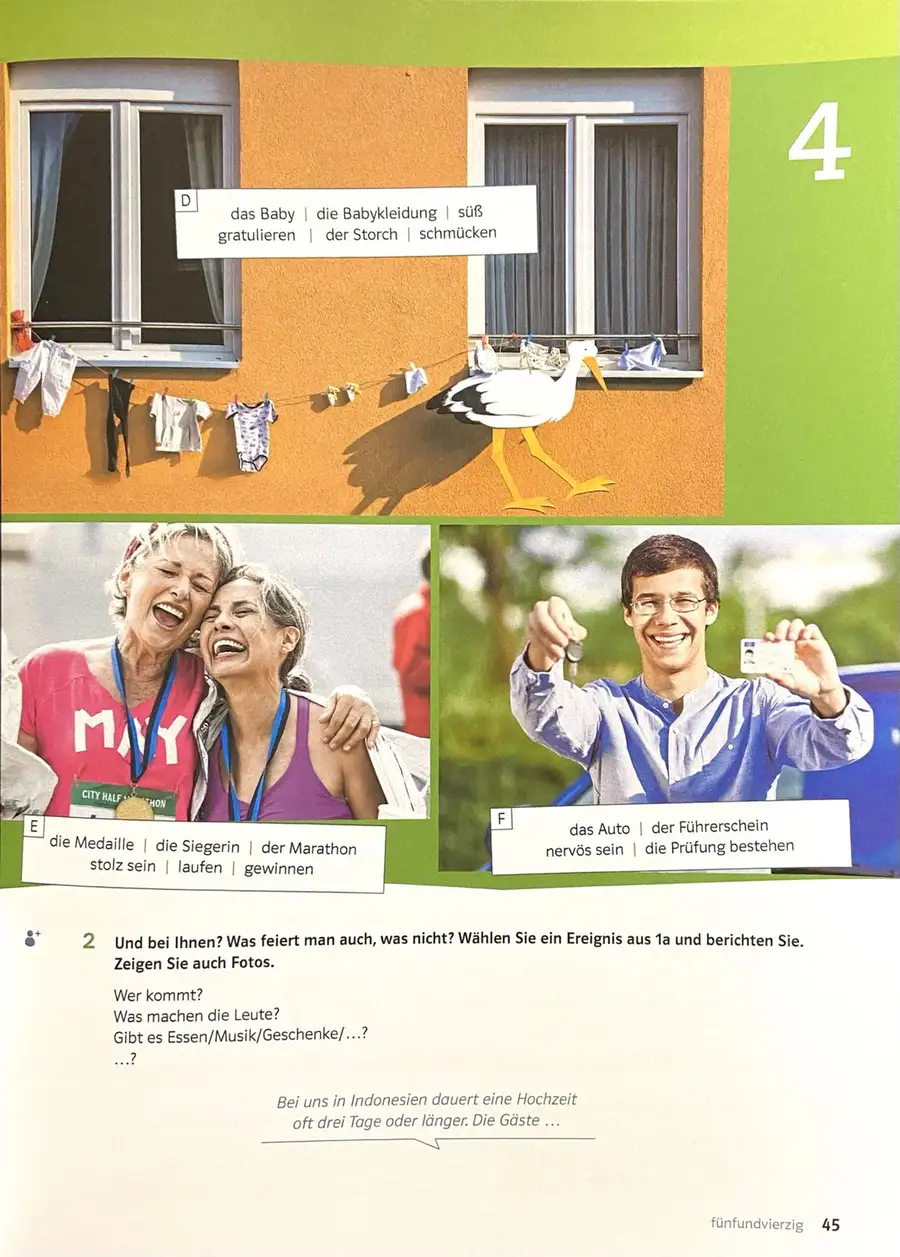 4
D
das Baby | die Babykleidung | süß
gratulieren | der Storch | schmücken
MAY
CITY HALF MARATHON
E
die Medaille | die Siegerin | der Marathon
stolz sein | laufen | gewinnen
F
das Auto | der Führerschein
nervös sein | die Prüfung bestehen
2 Und bei Ihnen? Was feiert man auch, was nicht? Wählen Sie ein Ereignis aus 1a und berichten Sie.
Zeigen Sie auch Fotos.
Wer kommt?
Was machen die Leute?
Gibt es Essen/Musik/Geschenke/…?
…?
Bei uns in Indonesien dauert eine Hochzeit
oft drei Tage oder länger. Die Gäste …
fünfundvierzig 45